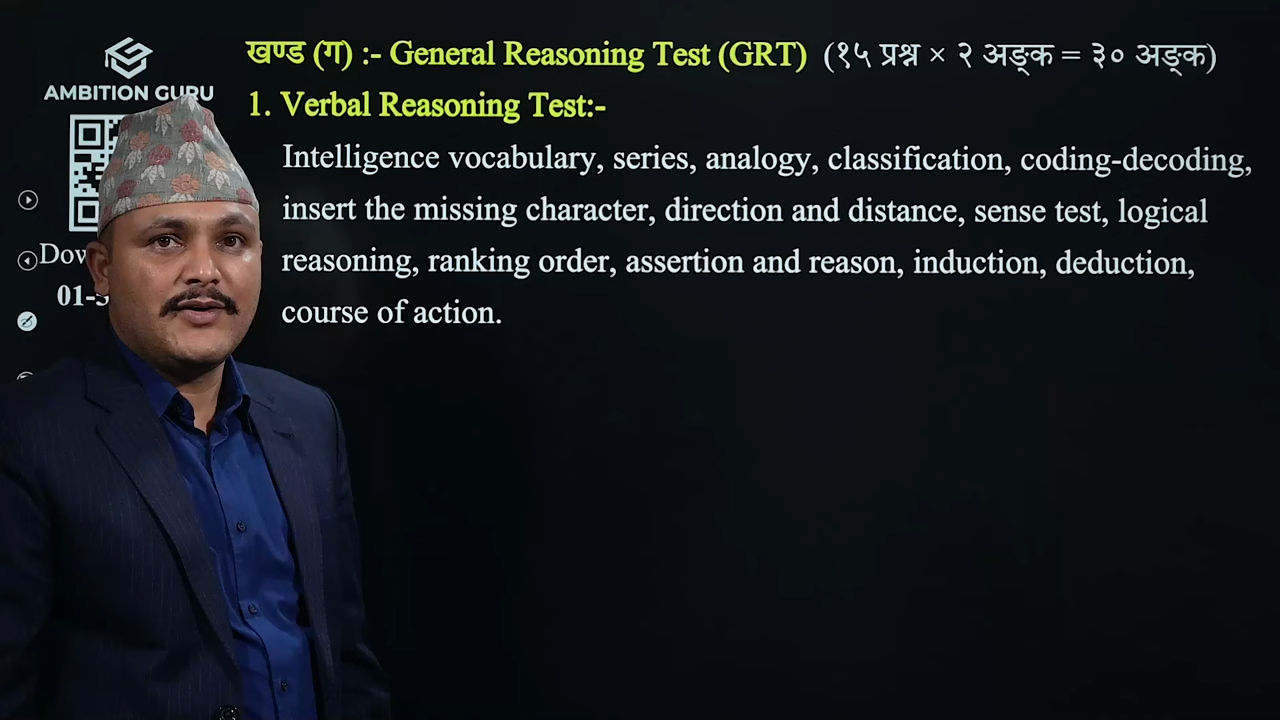 AMBITION GURU
खण्ड (ग) :- General Reasoning Test (GRT) (१५ प्रश्न × २ अङ्क = ३० अङ्क)
1. Verbal Reasoning Test:-
Intelligence vocabulary, series, analogy, classification, coding-decoding,
insert the missing character, direction and distance, sense test, logical
reasoning, ranking order, assertion and reason, induction, deduction,
course of action.